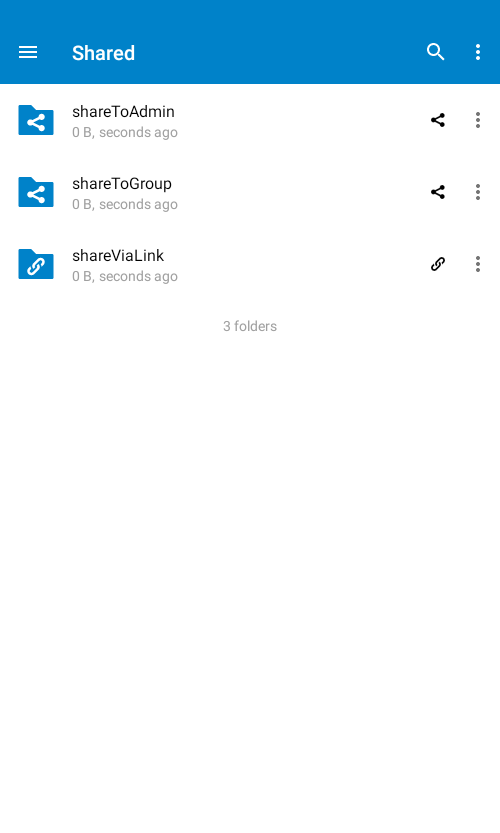 Shared
shareToAdmin
0 B, seconds ago
shareToGroup
0 B, seconds ago
shareViaLink
0 B, seconds ago
3 folders